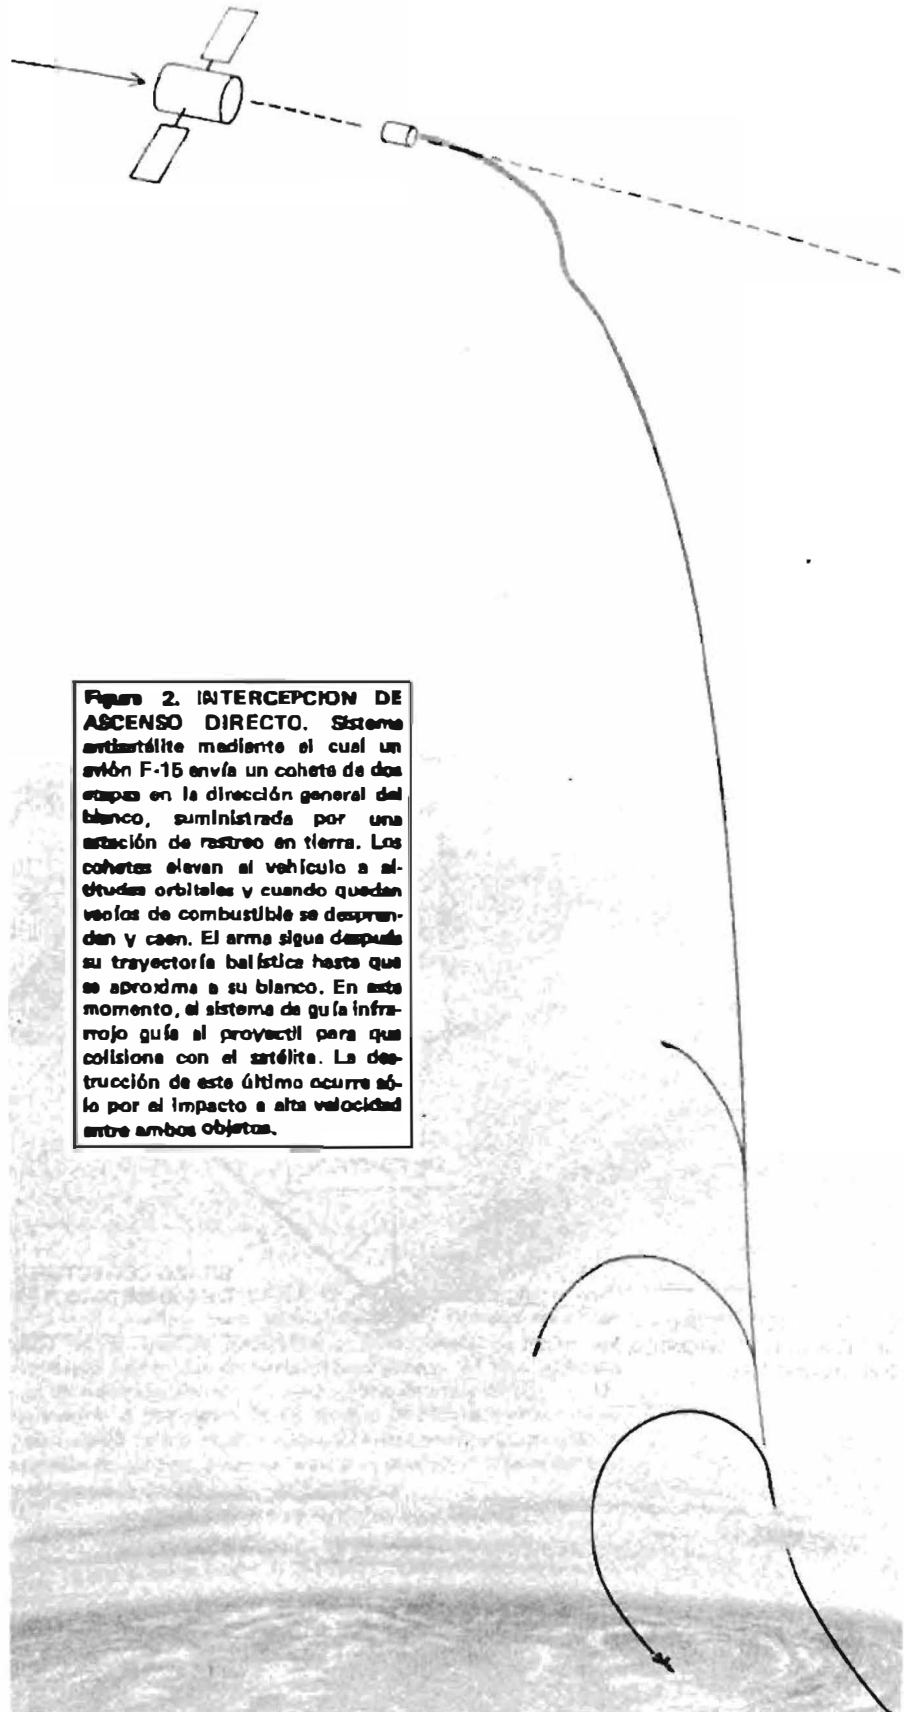 Figura 2. INTERCEPCION DE
ASCENSO DIRECTO. Sistema
antisatélite mediante el cual un
avión F-15 envía un cohete de dos
etapas en la dirección general del
blanco, suministrada por una
estación de rastreo en tierra. Los
cohetes elevan al vehículo a al-
titudes orbitales y cuando quedan
vacíos de combustible se despren-
den y caen. El arma sigue después
su trayectoria balística hasta que
se aproxima a su blanco. En este
momento, el sistema de guía infra-
rrojo guía al proyectil para que
colisione con el satélite. La des-
trucción de este último ocurre só-
lo por el impacto a alta velocidad
entre ambos objetos.